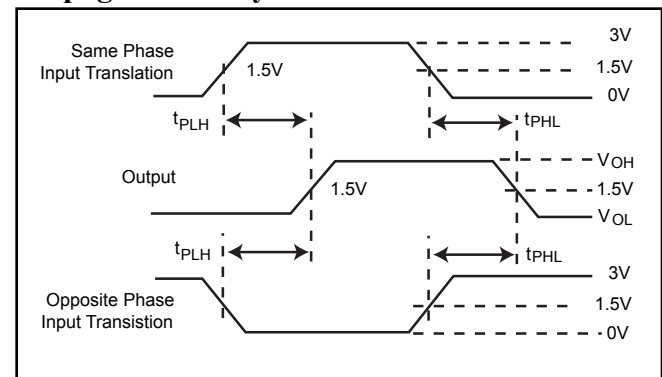 Same Phase
Input Translation
1.5V
3V
1.5V
0V
tPLH
tPHL
Output
1.5V
VOH
1.5V
VOL
tPLH
tPHL
Opposite Phase
Input Transistion
3V
1.5V
0V